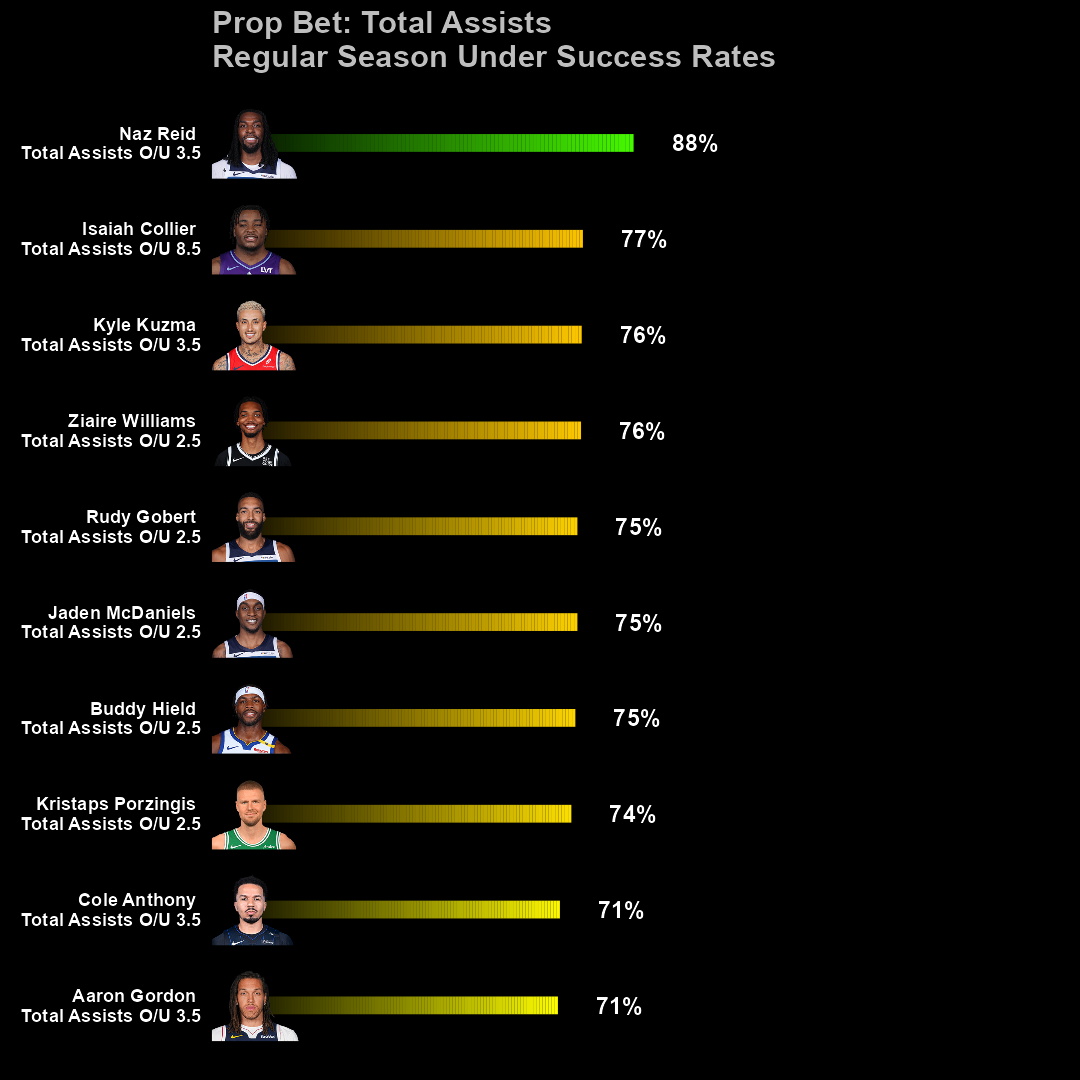 Prop Bet: Total Assists
Regular Season Under Success Rates
Naz Reid
Total Assists O/U 3.5
88%
Isaiah Collier
Total Assists O/U 8.5
77%
Kyle Kuzma
Total Assists O/U 3.5
76%
Ziaire Williams
Total Assists O/U 2.5
76%
Rudy Gobert
Total Assists O/U 2.5
75%
Jaden McDaniels
Total Assists O/U 2.5
75%
Buddy Hield
Total Assists O/U 2.5
75%
Kristaps Porzingis
Total Assists O/U 2.5
74%
Cole Anthony
Total Assists O/U 3.5
71%
Aaron Gordon
Total Assists O/U 3.5
71%